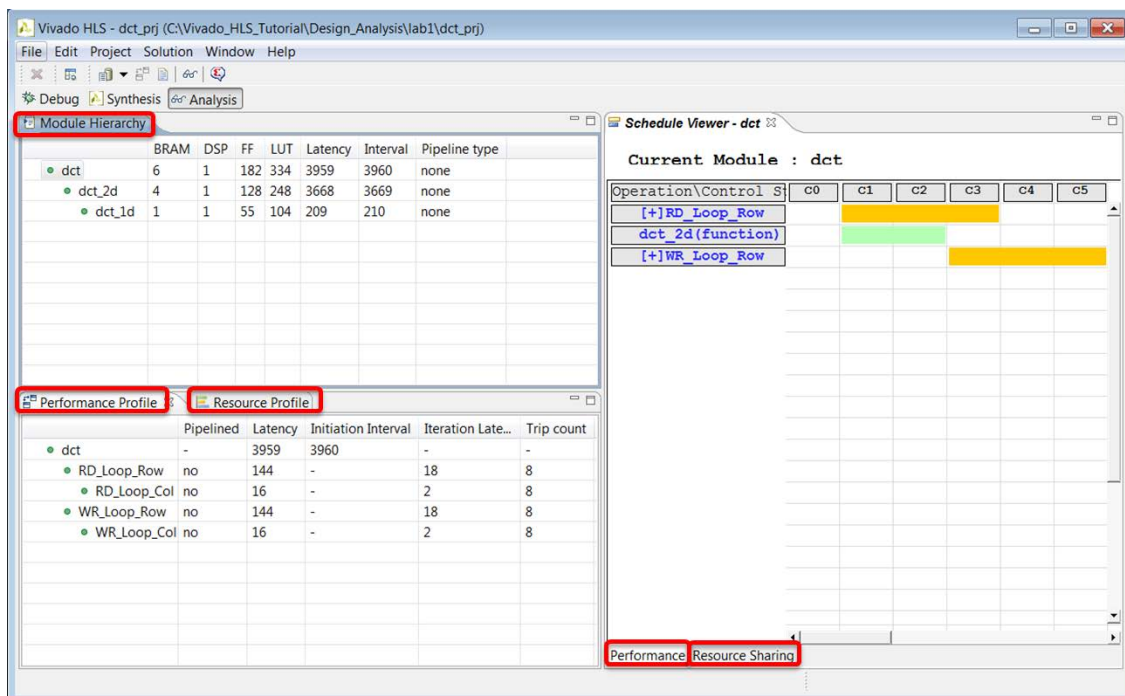 Vivado HLS - dct_prj (C:\Vivado_HLS_Tutorial\Design_Analysis\lab1\dct_prj)
File Edit Project Solution Window Help
Debug Synthesis Analysis
Module Hierarchy
BRAM DSP FF LUT Latency Interval Pipeline type
dct 6 1 182 334 3959 3960 none
dct_2d 4 1 128 248 3668 3669 none
dct_1d 1 1 55 104 209 210 none
Performance Profile Resource Profile
Pipelined Latency Initiation Interval Iteration Late... Trip count
dct - 3959 3960 - -
RD_Loop_Row no 144 - 18 8
RD_Loop_Col no 16 - 2 8
WR_Loop_Row no 144 - 18 8
WR_Loop_Col no 16 - 2 8
Schedule Viewer - dct
Current Module : dct
Operation\Control S C0 C1 C2 C3 C4 C5
[+]RD_Loop_Row
dct_2d(function)
[+]WR_Loop_Row
Performance Resource Sharing